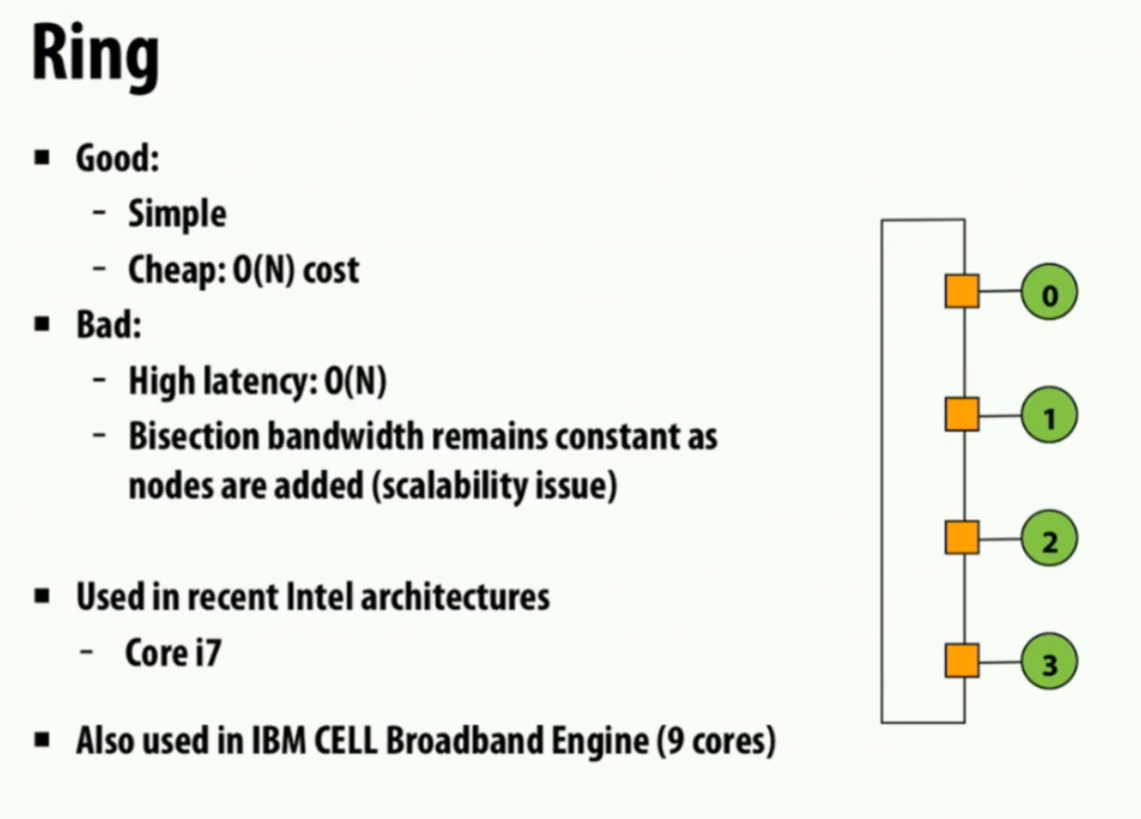 Ring
▪ Good:
– Simple
– Cheap: O(N) cost
▪ Bad:
– High latency: O(N)
– Bisection bandwidth remains constant as
nodes are added (scalability issue)
▪ Used in recent Intel architectures
– Core i7
▪ Also used in IBM CELL Broadband Engine (9 cores)
0
1
2
3